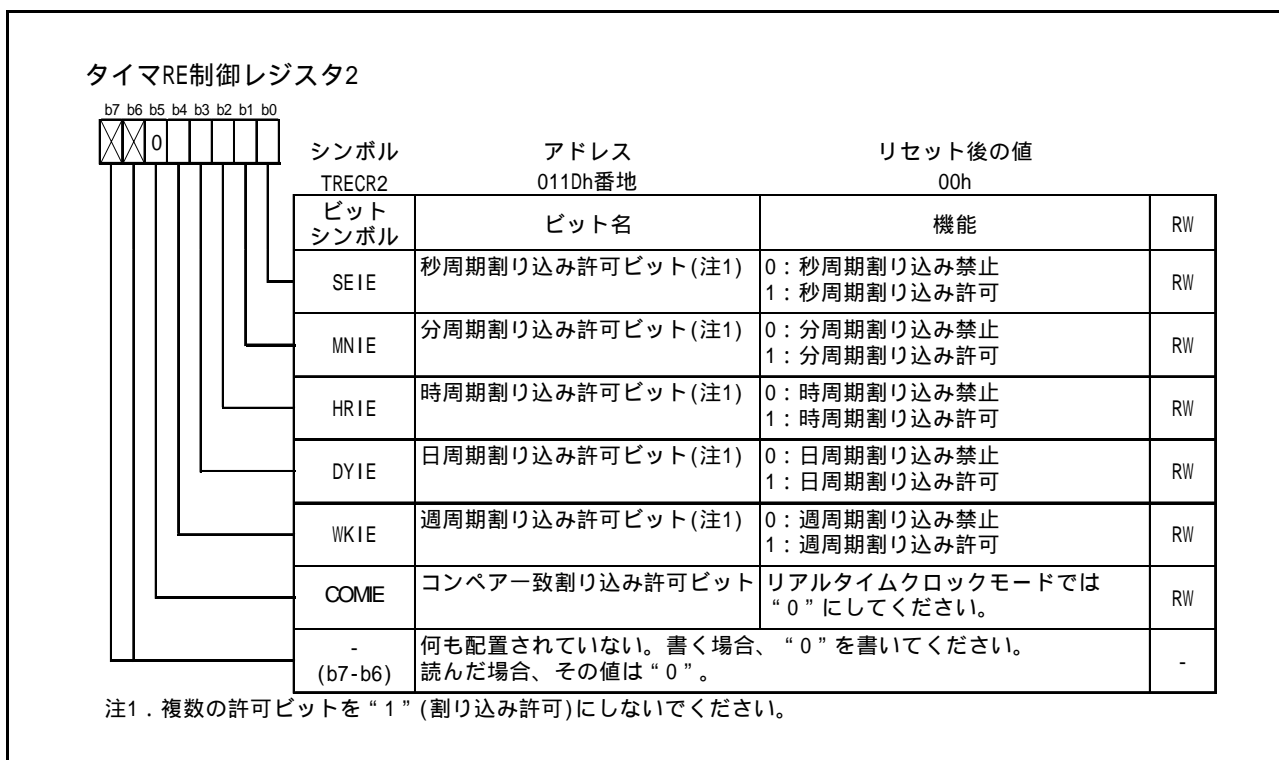 タイマRE制御レジスタ2
b7 b6 b5 b4 b3 b2 b1 b0
0
シンボル アドレス リセット後の値
TRECR2 011Dh番地 00h
ビット
シンボル ビット名 機能 RW
SEIE 秒周期割り込み許可ビット(注1) 0：秒周期割り込み禁止
1：秒周期割り込み許可 RW
MNIE 分周期割り込み許可ビット(注1) 0：分周期割り込み禁止
1：分周期割り込み許可 RW
HRIE 時周期割り込み許可ビット(注1) 0：時周期割り込み禁止
1：時周期割り込み許可 RW
DYIE 日周期割り込み許可ビット(注1) 0：日周期割り込み禁止
1：日周期割り込み許可 RW
WKIE 週周期割り込み許可ビット(注1) 0：週周期割り込み禁止
1：週周期割り込み許可 RW
COMIE コンペア一致割り込み許可ビット リアルタイムクロックモードでは
“0”にしてください。 RW
-
(b7-b6) 何も配置されていない。書く場合、“0”を書いてください。
読んだ場合、その値は“0”。 -
注1．複数の許可ビットを“1”(割り込み許可)にしないでください。